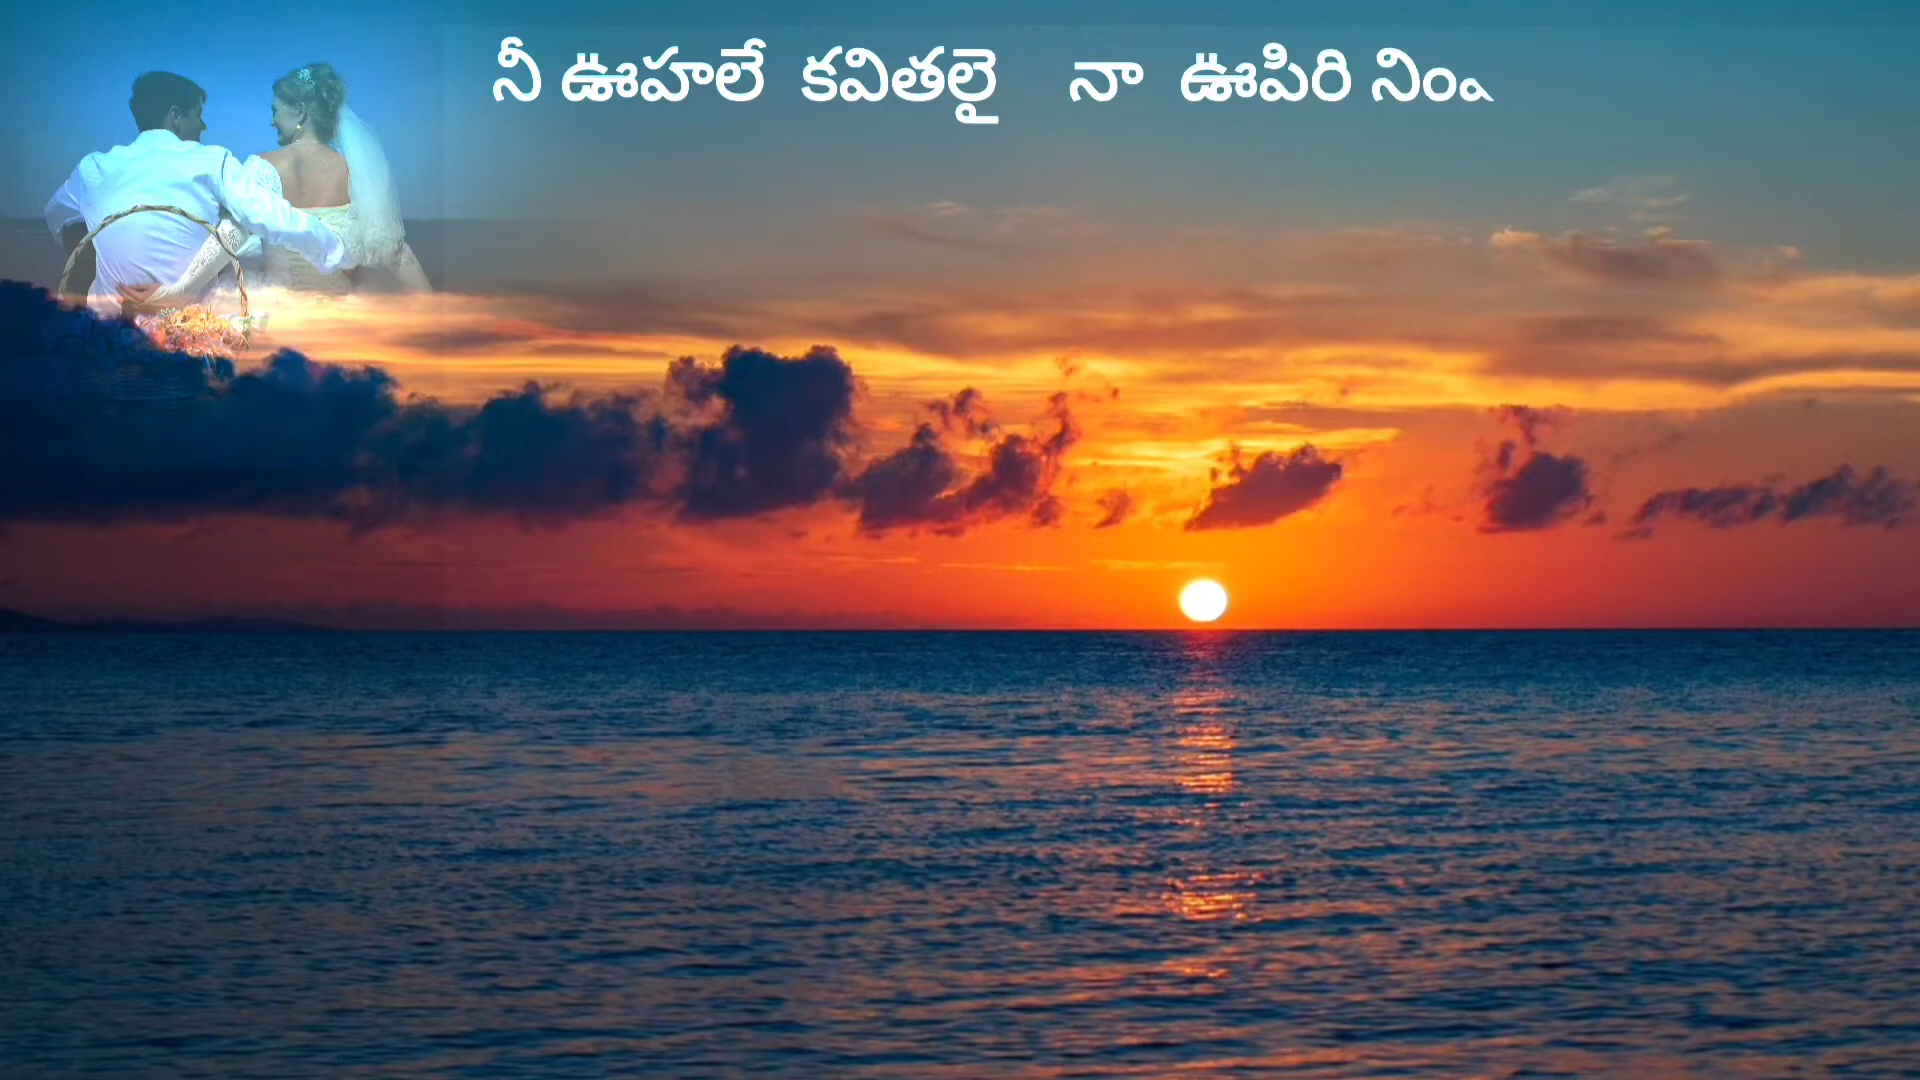 నీ ఊహలే కవితలై నా ఊపిరి